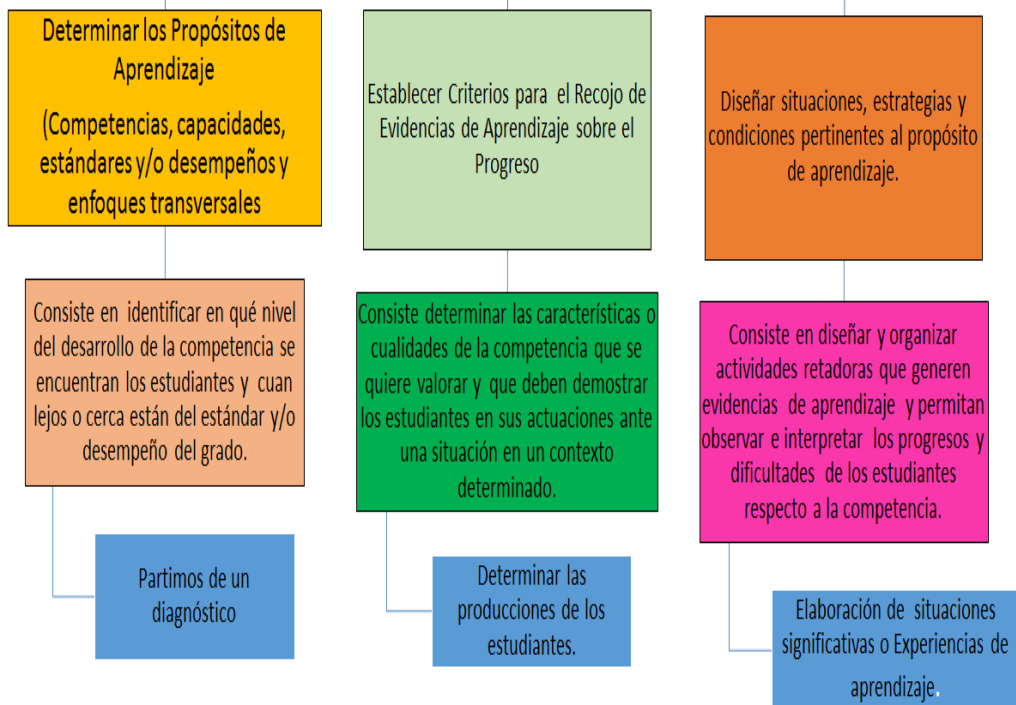 Determinar los Propósitos de
Aprendizaje
(Competencias, capacidades,
estándares y/o desempeños y
enfoques transversales
Consiste en identificar en qué nivel
del desarrollo de la competencia se
encuentran los estudiantes y cuan
lejos o cerca están del estándar y/o
desempeño del grado.
Partimos de un
diagnóstico
Establecer Criterios para el Recojo de
Evidencias de Aprendizaje sobre el
Progreso
Consiste determinar las características o
cualidades de la competencia que se
quiere valorar y que deben demostrar
los estudiantes en sus actuaciones ante
una situación en un contexto
determinado.
Determinar las
producciones de los
estudiantes.
Diseñar situaciones, estrategias y
condiciones pertinentes al propósito
de aprendizaje.
Consiste en diseñar y organizar
actividades retadoras que generen
evidencias de aprendizaje y permitan
observar e interpretar los progresos y
dificultades de los estudiantes
respecto a la competencia.
Elaboración de situaciones
significativas o Experiencias de
aprendizaje.